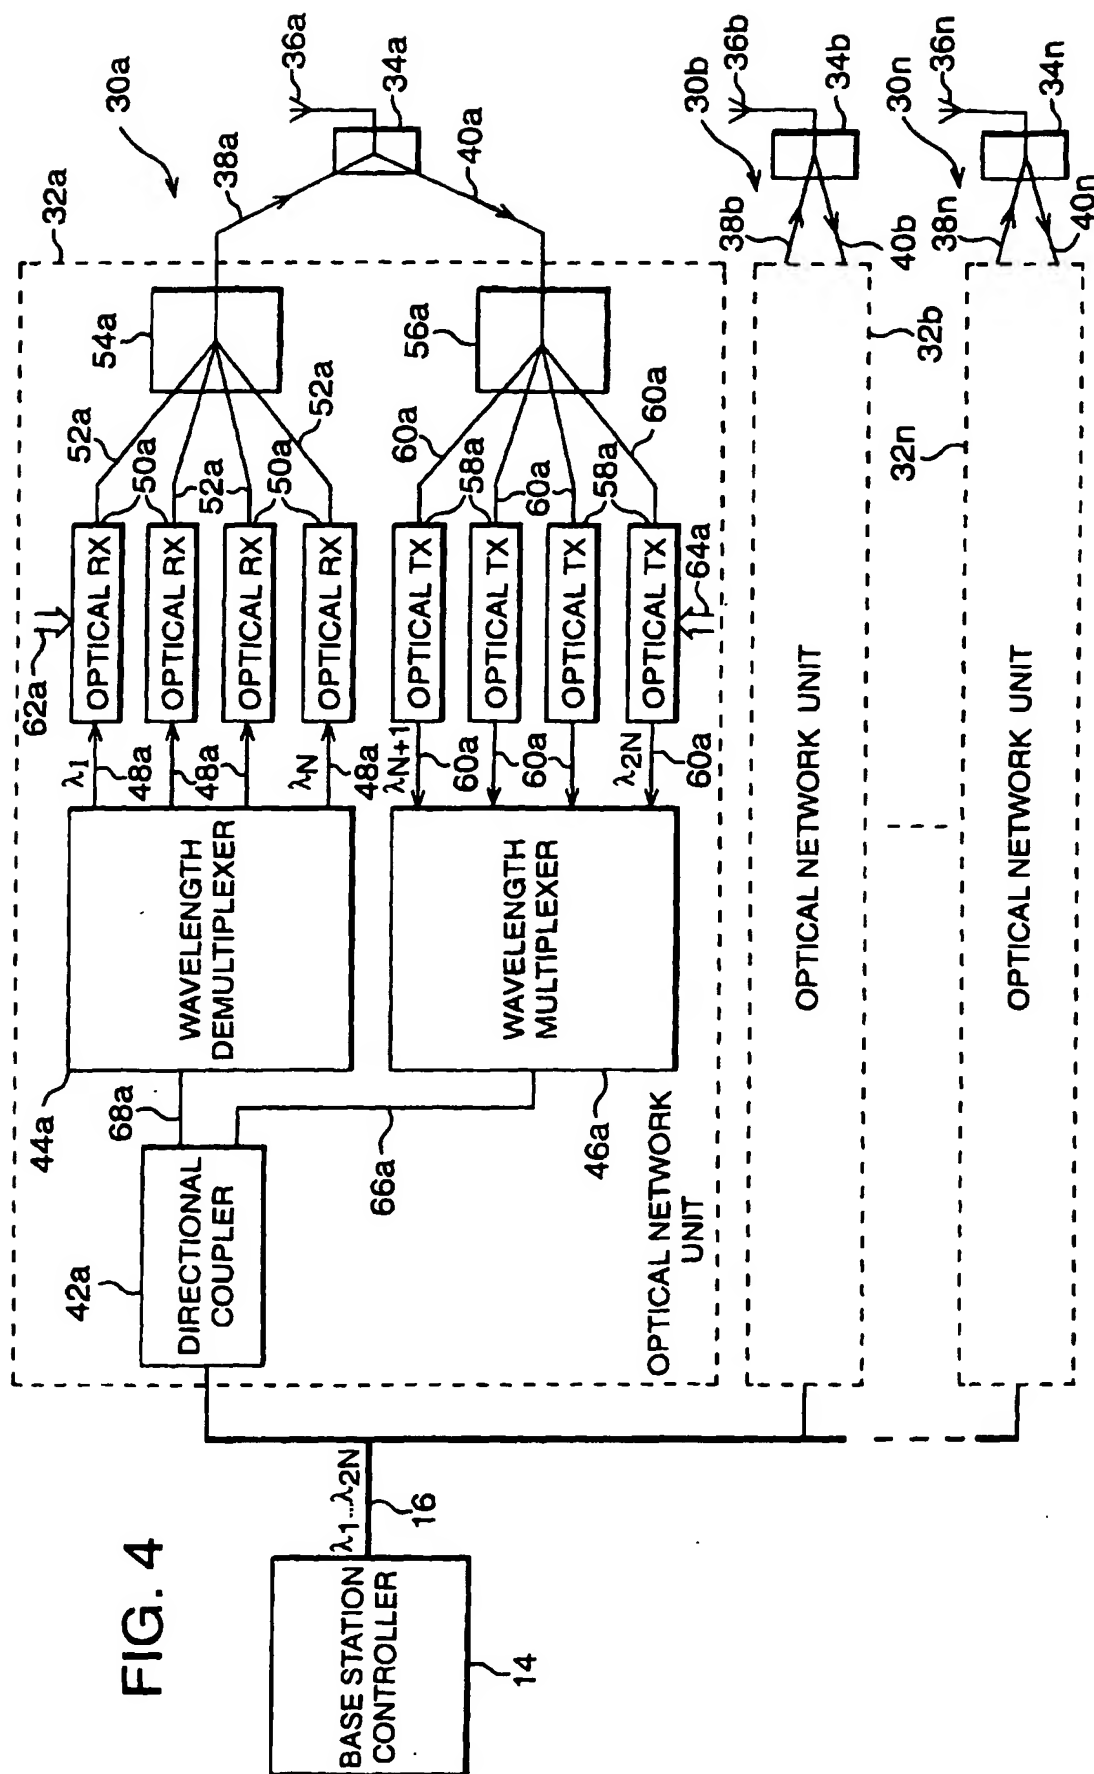 FIG. 4
BASE STATION
CONTROLLER
14
λ1...λ2N
16
42a
DIRECTIONAL
COUPLER
68a
66a
44a
WAVELENGTH
DEMULTIPLEXER
WAVELENGTH
MULTIPLEXER
46a
OPTICAL NETWORK
UNIT
λ1
48a
48a
λN
48a
λN+1
60a
60a
λ2N
60a
62a
OPTICAL RX
OPTICAL RX
OPTICAL RX
OPTICAL RX
OPTICAL TX
OPTICAL TX
OPTICAL TX
OPTICAL TX
64a
52a
50a
52a
50a
52a
60a
58a
60a
58a
60a
54a
56a
32a
38a
40a
30a
36a
34a
OPTICAL NETWORK UNIT
32b
38b
40b
30b
36b
34b
OPTICAL NETWORK UNIT
32n
38n
40n
30n
36n
34n